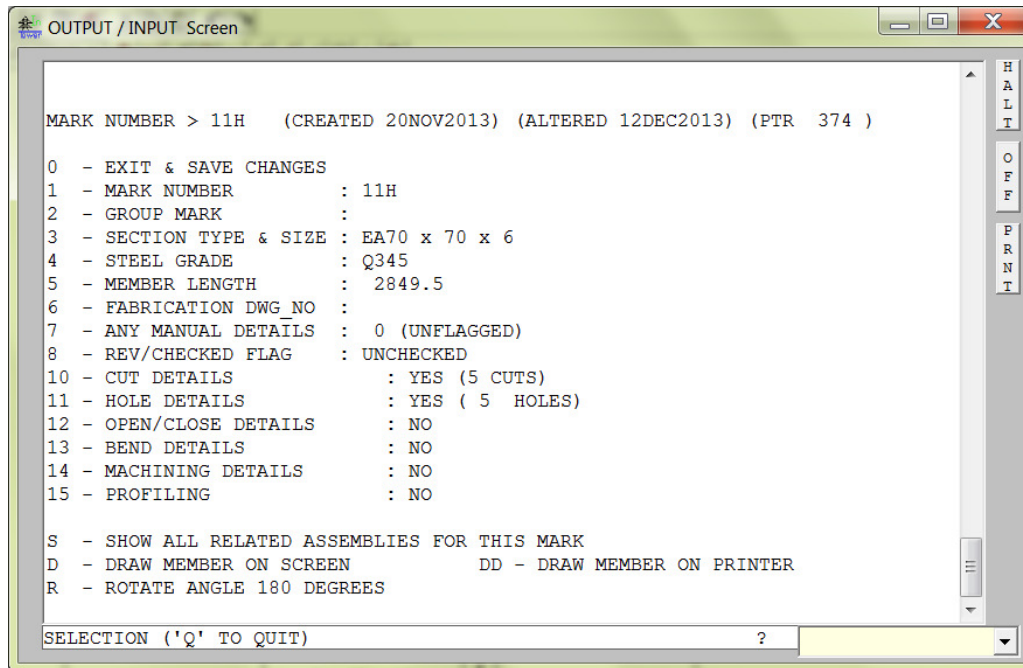 OUTPUT / INPUT Screen
MARK NUMBER > 11H (CREATED 20NOV2013) (ALTERED 12DEC2013) (PTR 374 )
0 - EXIT & SAVE CHANGES
1 - MARK NUMBER : 11H
2 - GROUP MARK :
3 - SECTION TYPE & SIZE : EA70 x 70 x 6
4 - STEEL GRADE : Q345
5 - MEMBER LENGTH : 2849.5
6 - FABRICATION DWG_NO :
7 - ANY MANUAL DETAILS : 0 (UNFLAGGED)
8 - REV/CHECKED FLAG : UNCHECKED
10 - CUT DETAILS : YES (5 CUTS)
11 - HOLE DETAILS : YES ( 5 HOLES)
12 - OPEN/CLOSE DETAILS : NO
13 - BEND DETAILS : NO
14 - MACHINING DETAILS : NO
15 - PROFILING : NO
S - SHOW ALL RELATED ASSEMBLIES FOR THIS MARK
D - DRAW MEMBER ON SCREEN DD - DRAW MEMBER ON PRINTER
R - ROTATE ANGLE 180 DEGREES
SELECTION ('Q' TO QUIT) ?
HALT
OFF
PRNT